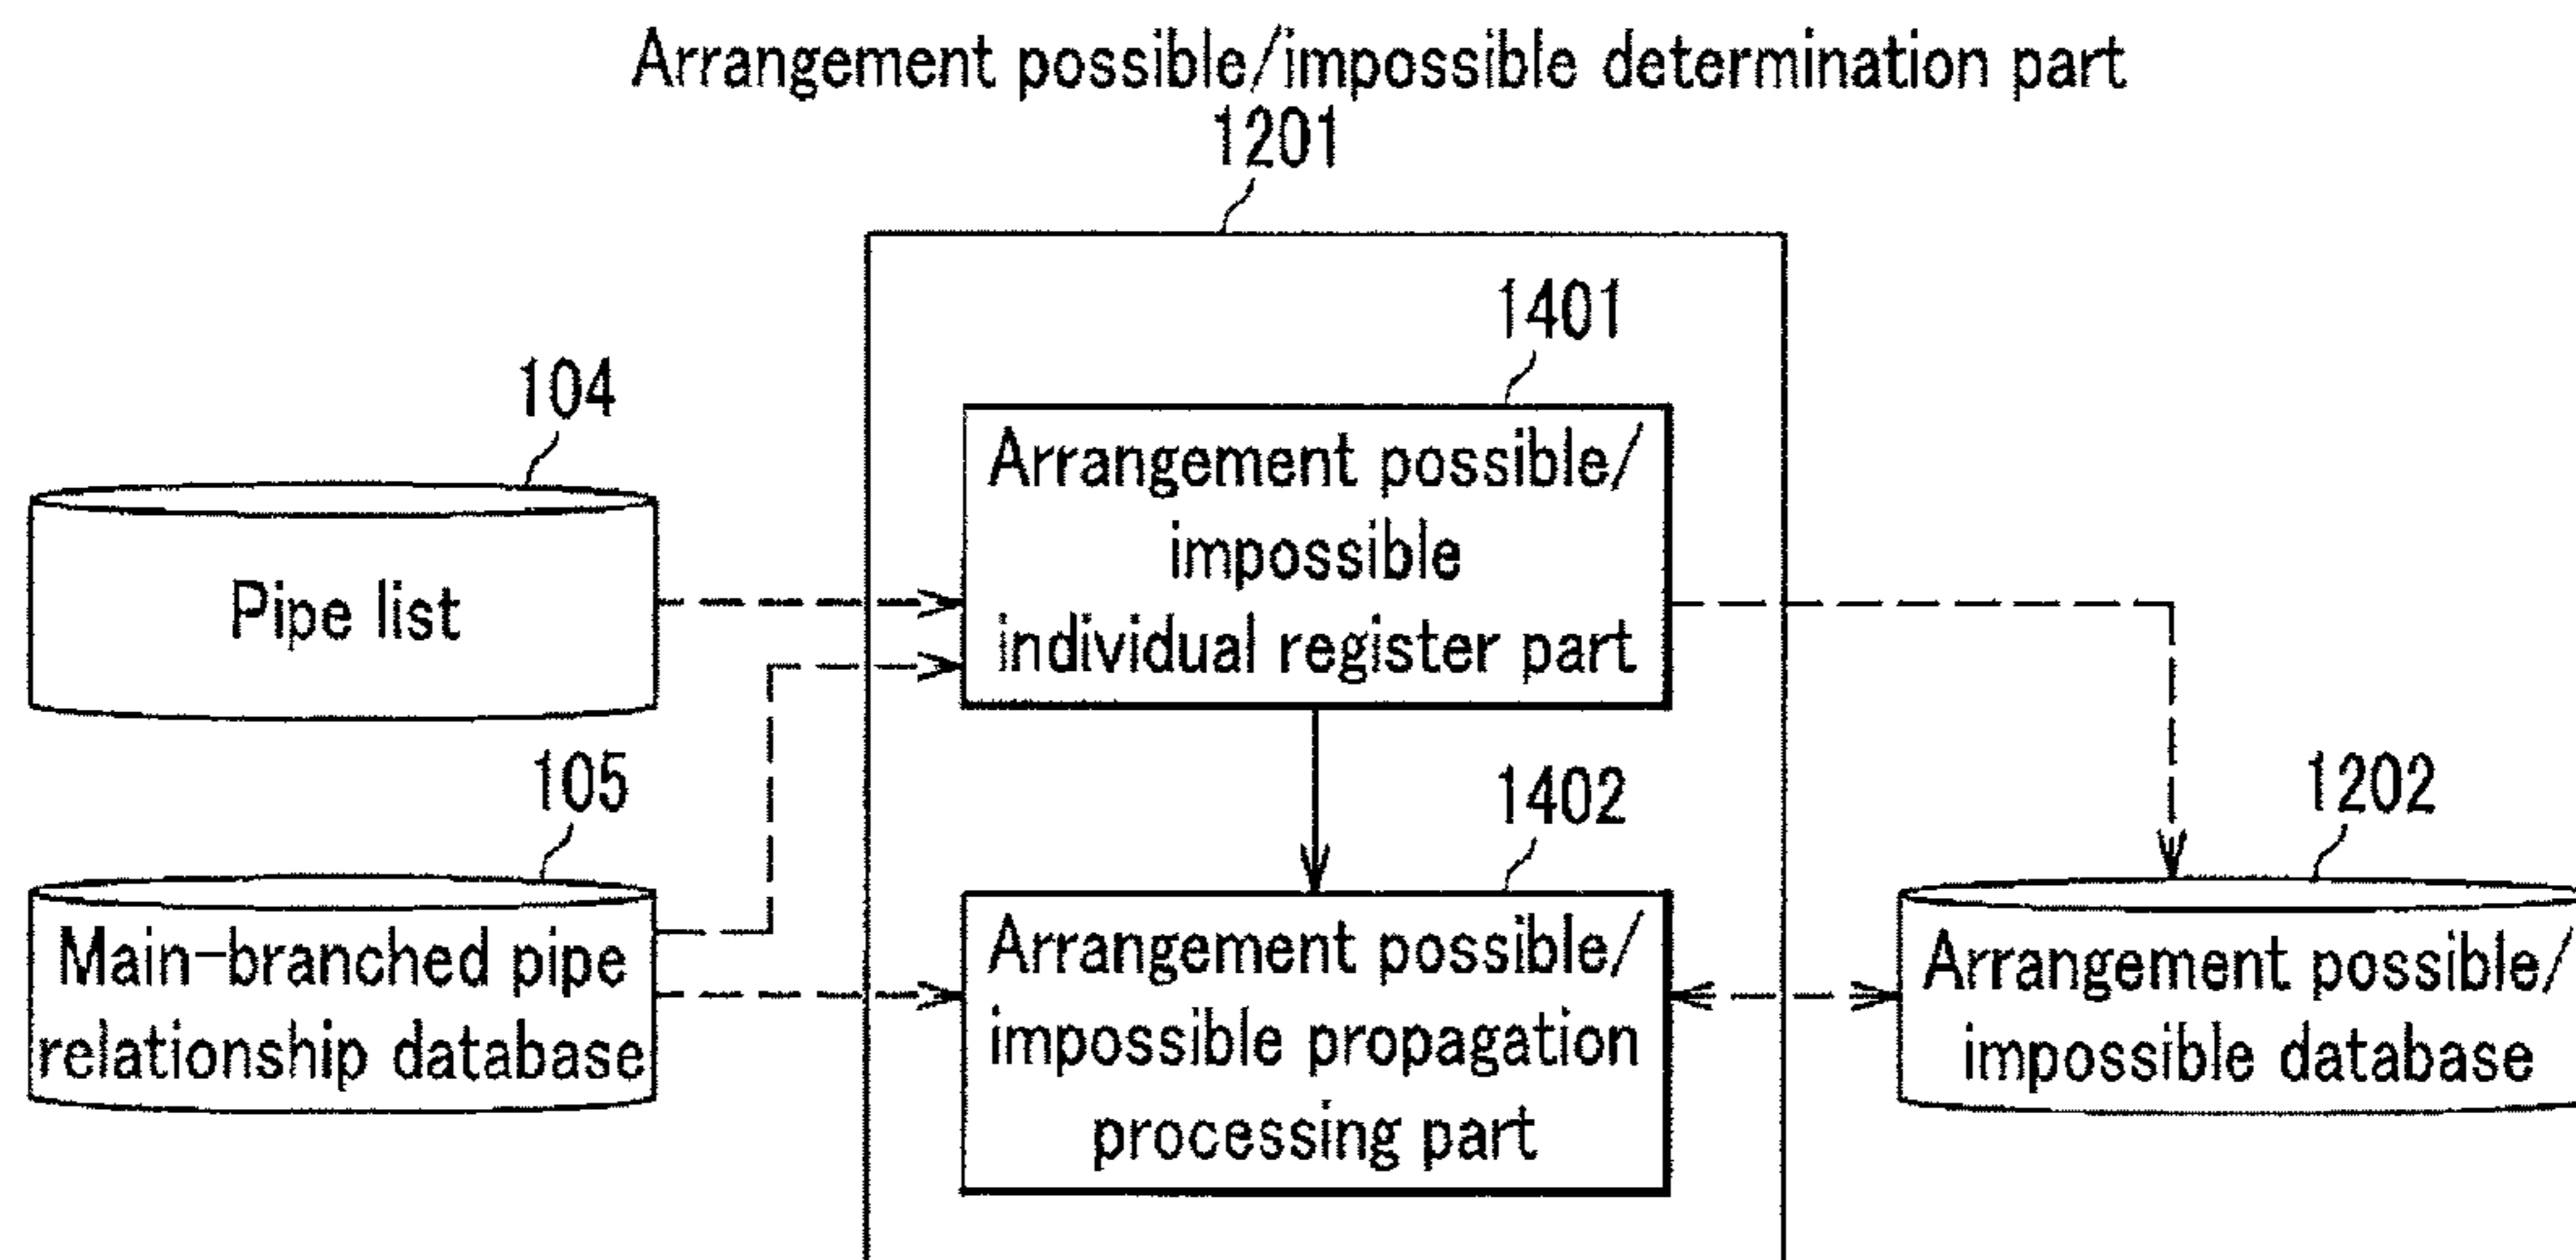 Arrangement possible/impossible determination part
1201
1401
Arrangement possible/
impossible
individual register part
104
Pipe list
105
Main-branched pipe
relationship database
1402
Arrangement possible/
impossible propagation
processing part
1202
Arrangement possible/
impossible database